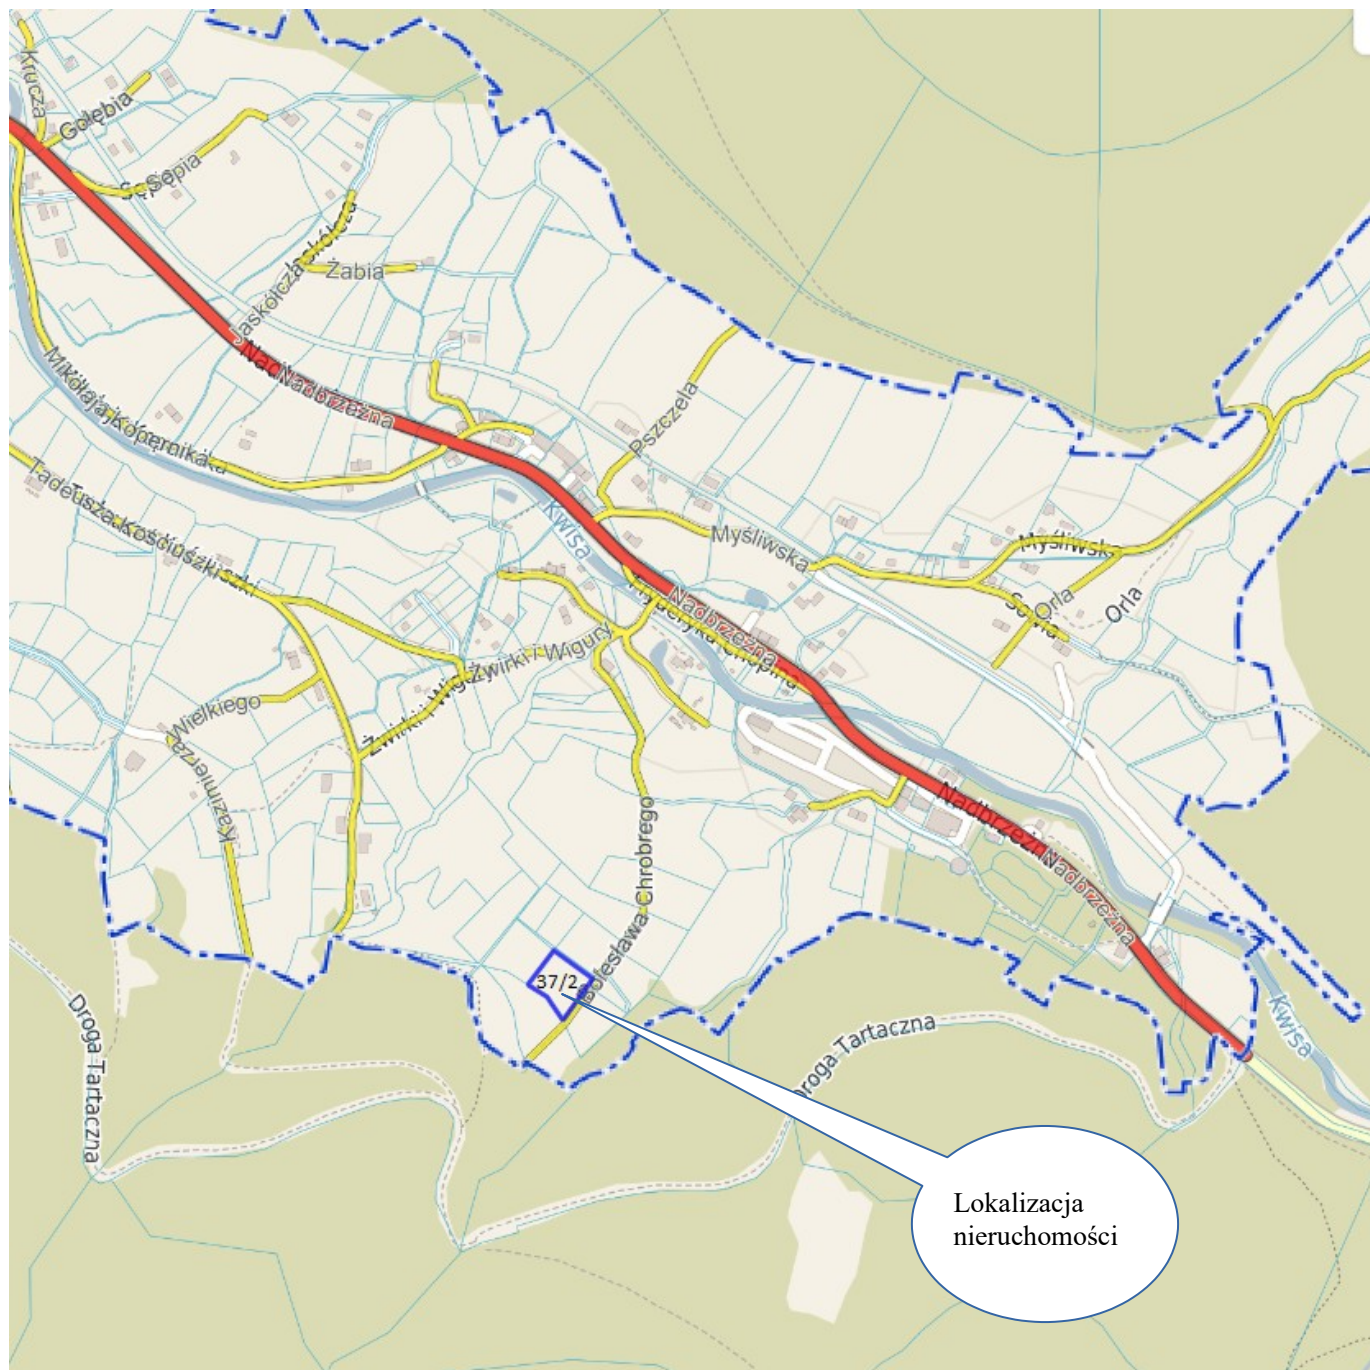 Krucza
Gołębia
Sępia
Jaskółcza
Jaskółcza
Żabia
Nadbrzeżna
Mikołaja Kopernika
Pszczela
Tadeusza Kościuszki
Kwisa
Myśliwska
Myśliwska
Nadbrzeżna
Fryderyka Chopina
Sępia
Orla
Orla
Żwirki i Wigury
Żwirki i Wigury
Kazimierza
Wielkiego
Nadbrzeżna
Nadbrzeżna
Bolesława Chrobrego
37/2
Droga Tartaczna
Droga Tartaczna
Kwisa
Lokalizacja
nieruchomości